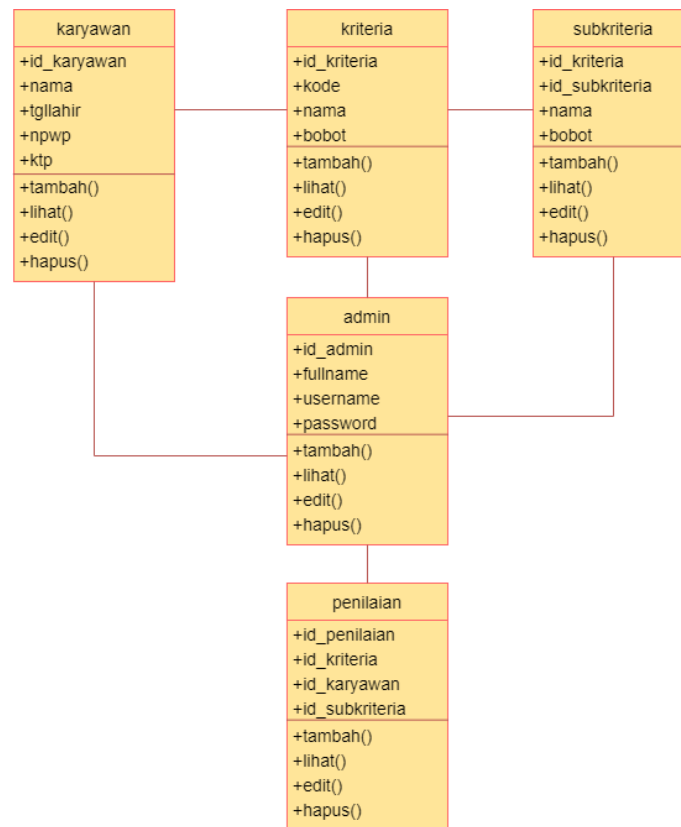 karyawan
+id_karyawan
+nama
+tgllahir
+npwp
+ktp
+tambah()
+lihat()
+edit()
+hapus()
kriteria
+id_kriteria
+kode
+nama
+bobot
+tambah()
+lihat()
+edit()
+hapus()
subkriteria
+id_kriteria
+id_subkriteria
+nama
+bobot
+tambah()
+lihat()
+edit()
+hapus()
admin
+id_admin
+fullname
+username
+password
+tambah()
+lihat()
+edit()
+hapus()
penilaian
+id_penilaian
+id_kriteria
+id_karyawan
+id_subkriteria
+tambah()
+lihat()
+edit()
+hapus()